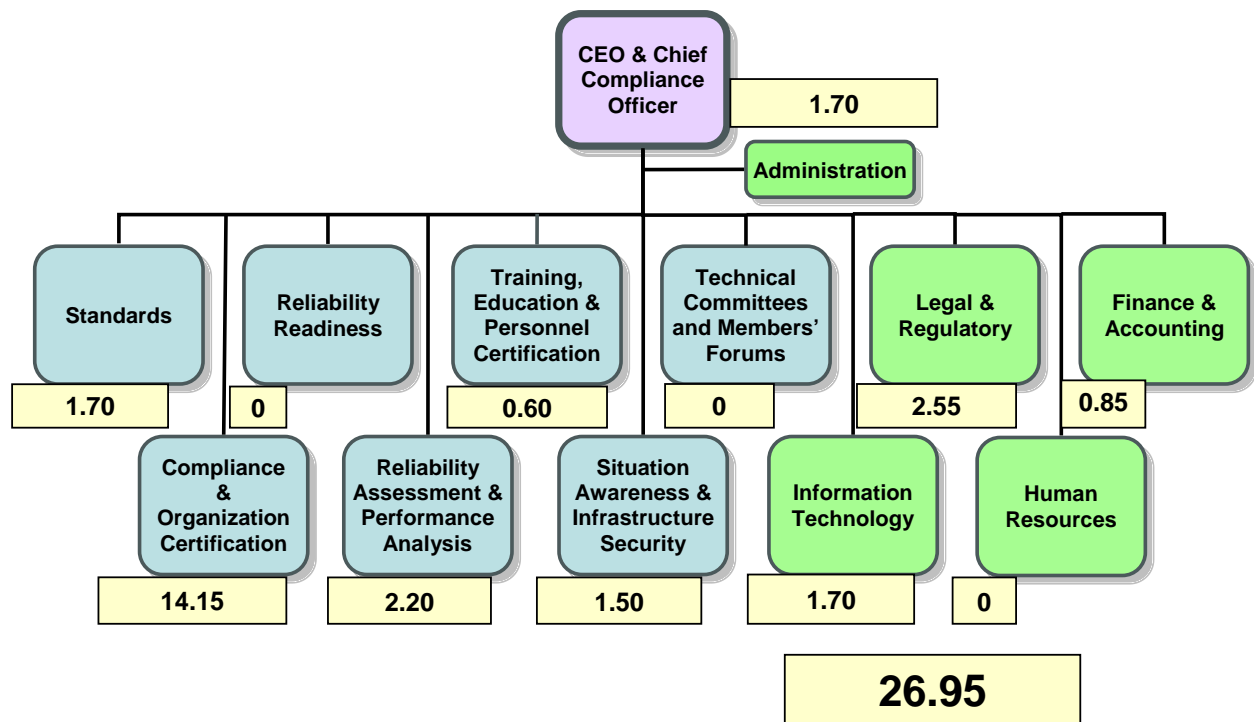 CEO & Chief
Compliance
Officer
1.70
Administration
Standards
1.70
Reliability
Readiness
0
Training,
Education &
Personnel
Certification
0.60
Technical
Committees
and Members’
Forums
0
Legal &
Regulatory
2.55
Finance &
Accounting
0.85
Compliance
&
Organization
Certification
14.15
Reliability
Assessment &
Performance
Analysis
2.20
Situation
Awareness &
Infrastructure
Security
1.50
Information
Technology
1.70
Human
Resources
0
26.95